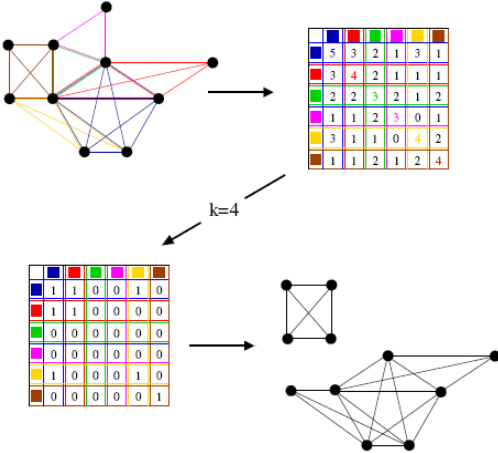 5 3 2 1 3 1
3 4 2 1 1 1
2 2 3 2 1 2
1 1 2 3 0 1
3 1 1 0 4 2
1 1 2 1 2 4
k=4
1 1 0 0 1 0
1 1 0 0 0 0
0 0 0 0 0 0
0 0 0 0 0 0
1 0 0 0 1 0
0 0 0 0 0 1